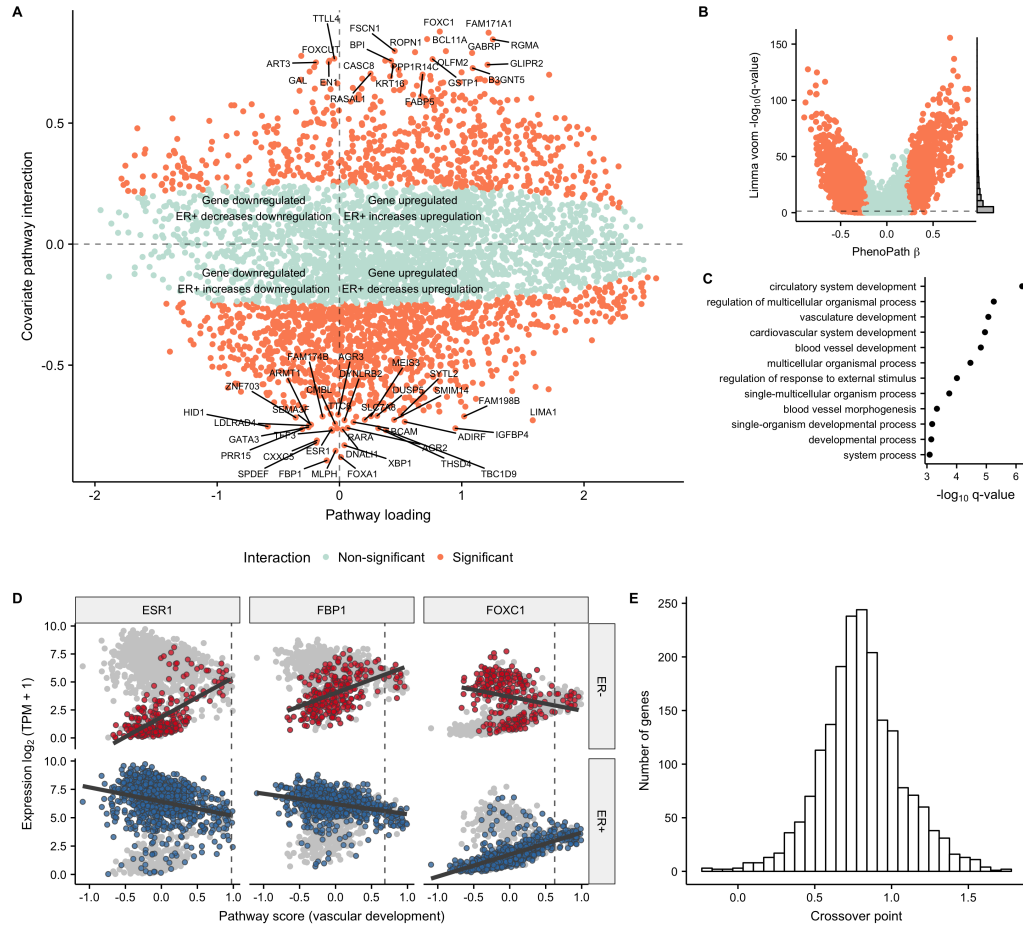 A
TTLL4
FSCN1
FOXC1
FAM171A1
FOXCUT
BPI
ROPN1
BCL11A
GABRP
RGMA
ART3
CASC8
PPP1R14C
OLFM2
GLIPR2
GAL
EN1
KRT16
GSTP1
B3GNT5
RASAL1
FABP5
Covariate pathway interaction
0.5
0.0
-0.5
Gene downregulated
ER+ decreases downregulation
Gene upregulated
ER+ increases upregulation
Gene downregulated
ER+ increases downregulation
Gene upregulated
ER+ decreases upregulation
FAM174B
AGR3
MEIS3
ARMT1
DYNLRB2
SYTL2
ZNF703
CMBL
DUSP5
SMIM14
FAM198B
HID1
SEMA3F
TTC6
SLC7A8
LIMA1
LDLRAD4
TFF3
RARA
ABCAM
ADIRF
IGFBP4
GATA3
PRR15
CXXC5
ESR1
DNALI1
AGR2
XBP1
THSD4
SPDEF
FBP1
MLPH
FOXA1
TBC1D9
-2
-1
0
1
2
Pathway loading
Interaction
Non-significant
Significant
B
Limma voom -log10(q-value)
150
100
50
0
-0.5
0.0
0.5
PhenoPath β
C
circulatory system development
regulation of multicellular organismal process
vasculature development
cardiovascular system development
blood vessel development
multicellular organismal process
regulation of response to external stimulus
single-multicellular organism process
blood vessel morphogenesis
single-organism developmental process
developmental process
system process
3
4
5
6
-log10 q-value
D
ESR1
FBP1
FOXC1
Expression log2 (TPM + 1)
10.0
7.5
5.0
2.5
0.0
ER-
10.0
7.5
5.0
2.5
0.0
ER+
-1.0 -0.5 0.0 0.5 1.0 -1.0 -0.5 0.0 0.5 1.0 -1.0 -0.5 0.0 0.5 1.0
Pathway score (vascular development)
E
Number of genes
250
200
150
100
50
0
0.0
0.5
1.0
1.5
Crossover point